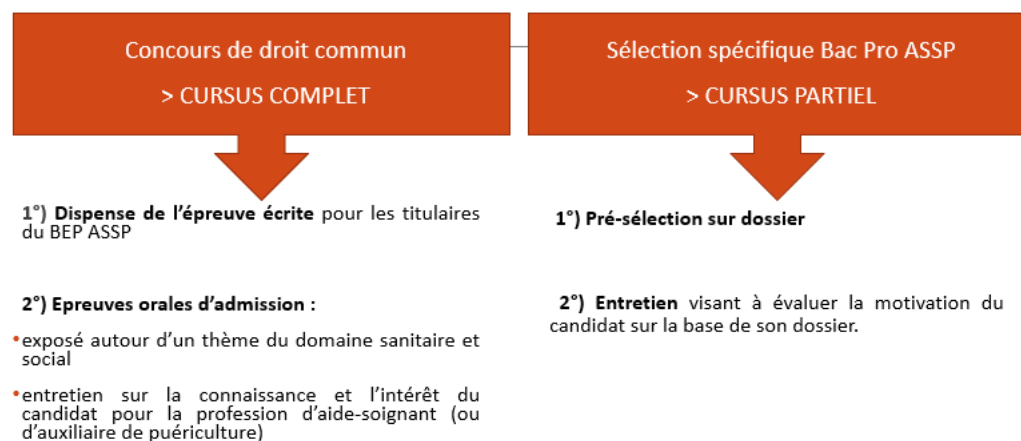 Concours de droit commun
> CURSUS COMPLET
1°) Dispense de l'épreuve écrite pour les titulaires
du BEP ASSP
2°) Epreuves orales d'admission :
•exposé autour d'un thème du domaine sanitaire et
social
•entretien sur la connaissance et l'intérêt du
candidat pour la profession d'aide-soignant (ou
d'auxiliaire de puériculture)
Sélection spécifique Bac Pro ASSP
> CURSUS PARTIEL
1°) Pré-sélection sur dossier
2°) Entretien visant à évaluer la motivation du
candidat sur la base de son dossier.